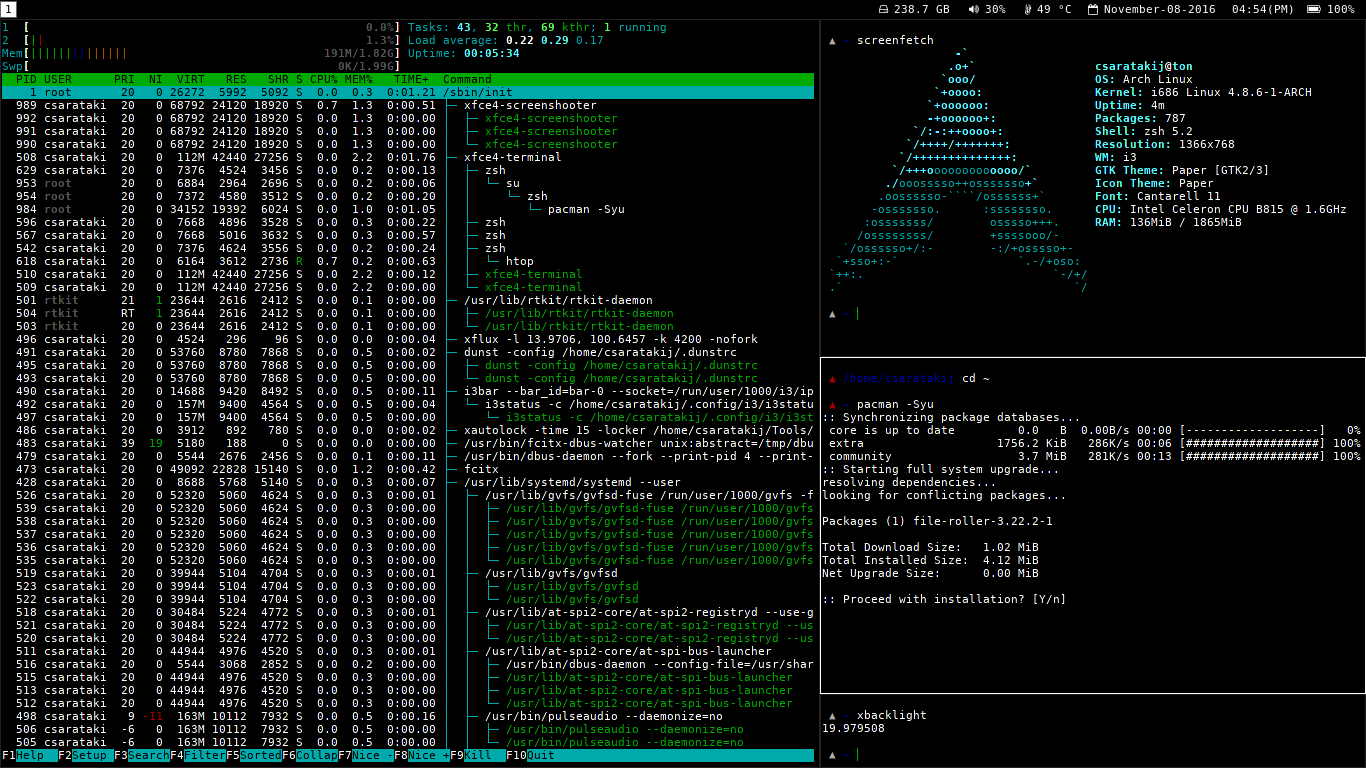 1 238.7 GB 30% 49 °C November-08-2016 04:54(PM) 100%
1 [ 0.0%] Tasks: 43, 32 thr, 69 kthr; 1 running
2 [|| 1.3%] Load average: 0.22 0.29 0.17
Mem[|||||||||||||||||| 191M/1.82G] Uptime: 00:05:34
Swp[ 0K/1.99G]
PID USER PRI NI VIRT RES SHR S CPU% MEM% TIME+ Command
1 root 20 0 26272 5992 5092 S 0.0 0.3 0:01.21 /sbin/init
989 csarataki 20 0 68792 24120 18920 S 0.7 1.3 0:00.51 ├─ xfce4-screenshooter
992 csarataki 20 0 68792 24120 18920 S 0.0 1.3 0:00.00 │ ├─ xfce4-screenshooter
991 csarataki 20 0 68792 24120 18920 S 0.0 1.3 0:00.00 │ ├─ xfce4-screenshooter
990 csarataki 20 0 68792 24120 18920 S 0.0 1.3 0:00.00 │ └─ xfce4-screenshooter
508 csarataki 20 0 112M 42440 27256 S 0.0 2.2 0:01.76 ├─ xfce4-terminal
629 csarataki 20 0 7376 4524 3456 S 0.0 0.2 0:00.13 │ ├─ zsh
953 root 20 0 6884 2964 2696 S 0.0 0.2 0:00.06 │ │ └─ su
954 root 20 0 7372 4580 3512 S 0.0 0.2 0:00.20 │ │ └─ zsh
984 root 20 0 34152 19392 6024 S 0.0 1.0 0:01.05 │ │ └─ pacman -Syu
596 csarataki 20 0 7668 4896 3528 S 0.0 0.3 0:00.22 │ ├─ zsh
567 csarataki 20 0 7668 5016 3632 S 0.0 0.3 0:00.57 │ ├─ zsh
542 csarataki 20 0 7376 4624 3556 S 0.0 0.2 0:00.24 │ ├─ zsh
618 csarataki 20 0 6164 3612 2736 R 0.7 0.2 0:00.63 │ │ └─ htop
510 csarataki 20 0 112M 42440 27256 S 0.0 2.2 0:00.12 │ ├─ xfce4-terminal
509 csarataki 20 0 112M 42440 27256 S 0.0 2.2 0:00.00 │ └─ xfce4-terminal
501 rtkit 21 1 23644 2616 2412 S 0.0 0.1 0:00.00 ├─ /usr/lib/rtkit/rtkit-daemon
504 rtkit RT 1 23644 2616 2412 S 0.0 0.1 0:00.00 │ ├─ /usr/lib/rtkit/rtkit-daemon
503 rtkit 20 0 23644 2616 2412 S 0.0 0.1 0:00.00 │ └─ /usr/lib/rtkit/rtkit-daemon
496 csarataki 20 0 4524 296 96 S 0.0 0.0 0:00.04 ├─ xflux -l 13.9706, 100.6457 -k 4200 -nofork
491 csarataki 20 0 53760 8780 7868 S 0.0 0.5 0:00.02 ├─ dunst -config /home/csaratakij/.dunstrc
495 csarataki 20 0 53760 8780 7868 S 0.0 0.5 0:00.00 │ ├─ dunst -config /home/csaratakij/.dunstrc
493 csarataki 20 0 53760 8780 7868 S 0.0 0.5 0:00.00 │ └─ dunst -config /home/csaratakij/.dunstrc
490 csarataki 20 0 14688 9420 8492 S 0.0 0.5 0:00.11 ├─ i3bar --bar_id=bar-0 --socket=/run/user/1000/i3/ip
492 csarataki 20 0 157M 9400 4564 S 0.0 0.5 0:00.04 │ └─ i3status -c /home/csaratakij/.config/i3/i3statu
497 csarataki 20 0 157M 9400 4564 S 0.0 0.5 0:00.00 │ └─ i3status -c /home/csaratakij/.config/i3/i3st
486 csarataki 20 0 3912 892 780 S 0.0 0.0 0:00.02 ├─ xautolock -time 15 -locker /home/csaratakij/Tools/
483 csarataki 39 19 5180 188 0 S 0.0 0.0 0:00.00 ├─ /usr/bin/fcitx-dbus-watcher unix:abstract=/tmp/dbu
479 csarataki 20 0 5544 2676 2456 S 0.0 0.1 0:00.11 ├─ /usr/bin/dbus-daemon --fork --print-pid 4 --print-
473 csarataki 20 0 49092 22828 15140 S 0.0 1.2 0:00.42 ├─ fcitx
428 csarataki 20 0 8688 5768 5140 S 0.0 0.3 0:00.07 ├─ /usr/lib/systemd/systemd --user
526 csarataki 20 0 52320 5060 4624 S 0.0 0.3 0:00.01 │ ├─ /usr/lib/gvfs/gvfsd-fuse /run/user/1000/gvfs -f
539 csarataki 20 0 52320 5060 4624 S 0.0 0.3 0:00.00 │ │ ├─ /usr/lib/gvfs/gvfsd-fuse /run/user/1000/gvfs
538 csarataki 20 0 52320 5060 4624 S 0.0 0.3 0:00.00 │ │ ├─ /usr/lib/gvfs/gvfsd-fuse /run/user/1000/gvfs
537 csarataki 20 0 52320 5060 4624 S 0.0 0.3 0:00.00 │ │ ├─ /usr/lib/gvfs/gvfsd-fuse /run/user/1000/gvfs
536 csarataki 20 0 52320 5060 4624 S 0.0 0.3 0:00.00 │ │ ├─ /usr/lib/gvfs/gvfsd-fuse /run/user/1000/gvfs
535 csarataki 20 0 52320 5060 4624 S 0.0 0.3 0:00.00 │ │ └─ /usr/lib/gvfs/gvfsd-fuse /run/user/1000/gvfs
519 csarataki 20 0 39944 5104 4704 S 0.0 0.3 0:00.01 │ ├─ /usr/lib/gvfs/gvfsd
523 csarataki 20 0 39944 5104 4704 S 0.0 0.3 0:00.00 │ │ ├─ /usr/lib/gvfs/gvfsd
522 csarataki 20 0 39944 5104 4704 S 0.0 0.3 0:00.00 │ │ └─ /usr/lib/gvfs/gvfsd
518 csarataki 20 0 30484 5224 4772 S 0.0 0.3 0:00.01 │ ├─ /usr/lib/at-spi2-core/at-spi2-registryd --use-g
521 csarataki 20 0 30484 5224 4772 S 0.0 0.3 0:00.00 │ │ ├─ /usr/lib/at-spi2-core/at-spi2-registryd --us
520 csarataki 20 0 30484 5224 4772 S 0.0 0.3 0:00.00 │ │ └─ /usr/lib/at-spi2-core/at-spi2-registryd --us
511 csarataki 20 0 44944 4976 4520 S 0.0 0.3 0:00.01 │ ├─ /usr/lib/at-spi2-core/at-spi-bus-launcher
516 csarataki 20 0 5544 3068 2852 S 0.0 0.2 0:00.00 │ │ ├─ /usr/bin/dbus-daemon --config-file=/usr/shar
515 csarataki 20 0 44944 4976 4520 S 0.0 0.3 0:00.00 │ │ ├─ /usr/lib/at-spi2-core/at-spi-bus-launcher
513 csarataki 20 0 44944 4976 4520 S 0.0 0.3 0:00.00 │ │ ├─ /usr/lib/at-spi2-core/at-spi-bus-launcher
512 csarataki 20 0 44944 4976 4520 S 0.0 0.3 0:00.00 │ │ └─ /usr/lib/at-spi2-core/at-spi-bus-launcher
498 csarataki 9 -11 163M 10112 7932 S 0.0 0.5 0:00.16 │ ├─ /usr/bin/pulseaudio --daemonize=no
506 csarataki -6 0 163M 10112 7932 S 0.0 0.5 0:00.00 │ │ ├─ /usr/bin/pulseaudio --daemonize=no
505 csarataki -6 0 163M 10112 7932 S 0.0 0.5 0:00.00 │ │ └─ /usr/bin/pulseaudio --daemonize=no
F1Help F2Setup F3SearchF4FilterF5SortedF6CollapF7Nice -F8Nice +F9Kill F10Quit
▲ ~ screenfetch
csaratakij@ton
OS: Arch Linux
Kernel: i686 Linux 4.8.6-1-ARCH
Uptime: 4m
Packages: 787
Shell: zsh 5.2
Resolution: 1366x768
WM: i3
GTK Theme: Paper [GTK2/3]
Icon Theme: Paper
Font: Cantarell 11
CPU: Intel Celeron CPU B815 @ 1.6GHz
RAM: 136MiB / 1865MiB
▲ ~
▲ /home/csaratakij cd ~
▲ ~ pacman -Syu
:: Synchronizing package databases...
core is up to date 0.0 0.00B/s 00:00 [-------------------] 0%
extra 1756.2 KiB 286K/s 00:06 [###################] 100%
community 3.7 MiB 281K/s 00:13 [###################] 100%
:: Starting full system upgrade...
resolving dependencies...
looking for conflicting packages...
Packages (1) file-roller-3.22.2-1
Total Download Size: 1.02 MiB
Total Installed Size: 4.12 MiB
Net Upgrade Size: 0.00 MiB
:: Proceed with installation? [Y/n]
▲ ~ xbacklight
19.979508
▲ ~